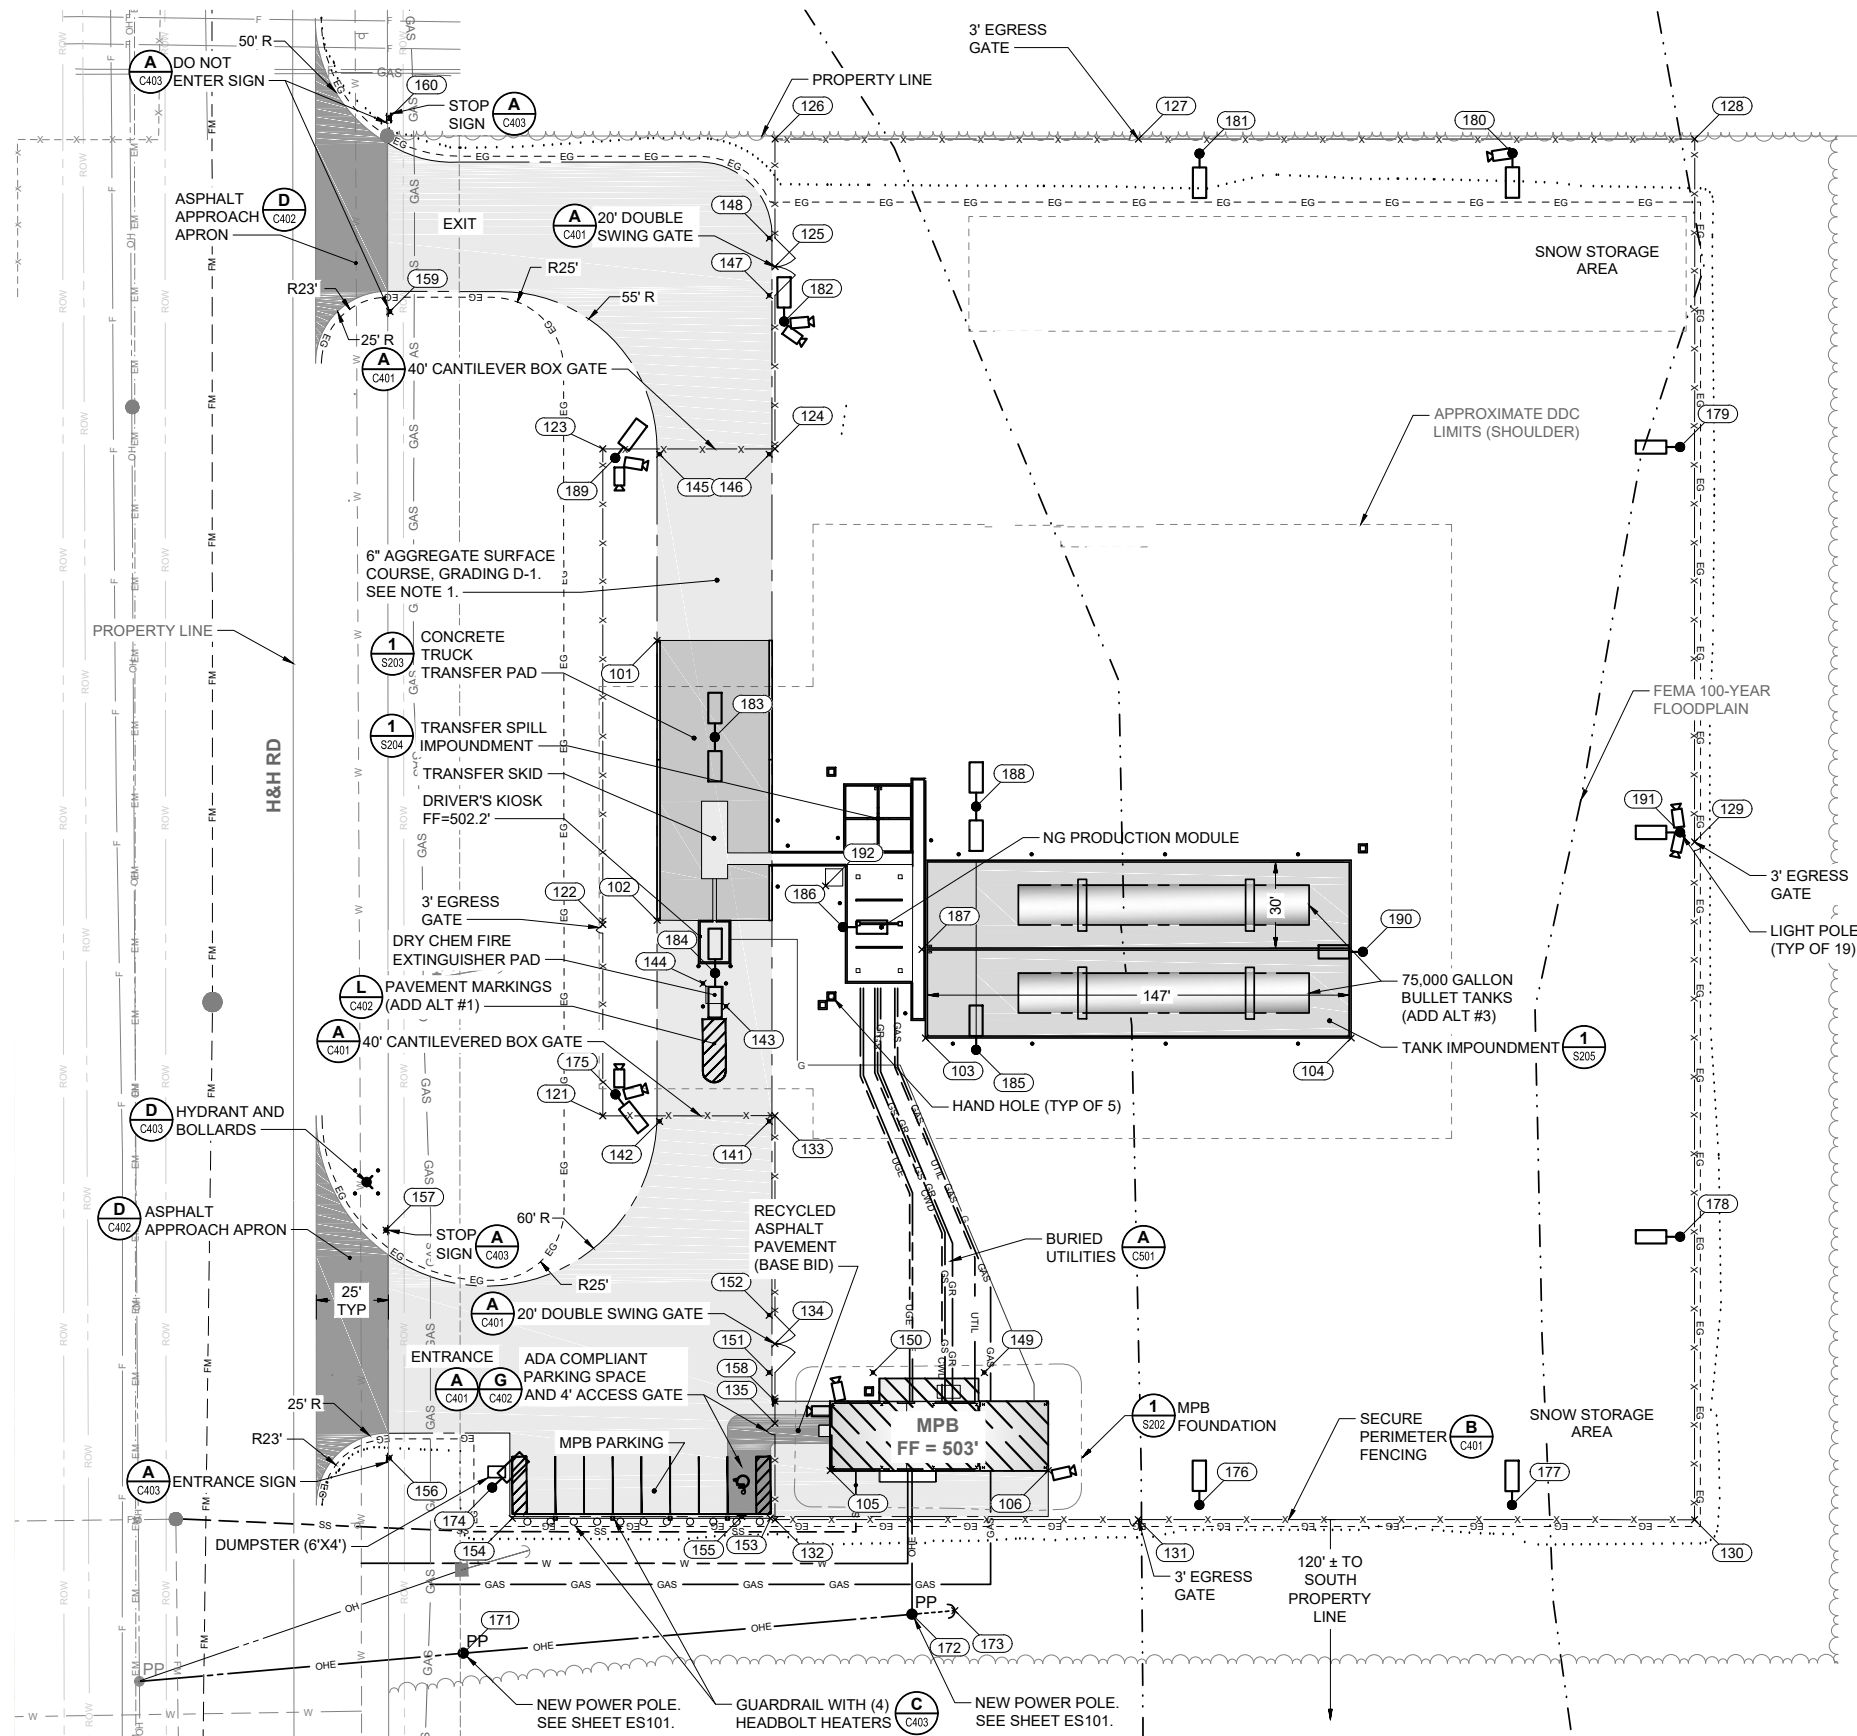 50' R
A
C403
DO NOT
ENTER SIGN
160
STOP
SIGN
A
C403
PROPERTY LINE
3' EGRESS
GATE
126
127
181
180
128
ASPHALT
APPROACH
APRON
D
C402
EXIT
A
C401
20' DOUBLE
SWING GATE
148
125
147
182
SNOW STORAGE
AREA
R23'
159
R25'
55' R
25' R
A
C401
40' CANTILEVER BOX GATE
123
124
189
145
146
APPROXIMATE DDC
LIMITS (SHOULDER)
179
6" AGGREGATE SURFACE
COURSE, GRADING D-1.
SEE NOTE 1.
PROPERTY LINE
1
S203
CONCRETE
TRUCK
TRANSFER PAD
101
183
FEMA 100-YEAR
FLOODPLAIN
1
S204
TRANSFER SPILL
IMPOUNDMENT
TRANSFER SKID
DRIVER'S KIOSK
FF=502.2'
H&H RD
188
NG PRODUCTION MODULE
192
191
129
3' EGRESS
GATE
LIGHT POLE
(TYP OF 19)
122
102
3' EGRESS
GATE
186
187
30'
190
184
DRY CHEM FIRE
EXTINGUISHER PAD
144
L
C402
PAVEMENT MARKINGS
(ADD ALT #1)
147'
75,000 GALLON
BULLET TANKS
(ADD ALT #3)
A
C401
40' CANTILEVERED BOX GATE
143
TANK IMPOUNDMENT
1
S205
175
121
103
185
104
HAND HOLE (TYP OF 5)
D
C403
HYDRANT AND
BOLLARDS
142
141
133
157
D
C402
ASPHALT
APPROACH APRON
STOP
SIGN
A
C403
60' R
R25'
RECYCLED
ASPHALT
PAVEMENT
(BASE BID)
BURIED
UTILITIES
A
C501
178
25'
TYP
152
A
C401
20' DOUBLE SWING GATE
134
151
150
149
158
135
ENTRANCE
A
C401
G
C402
ADA COMPLIANT
PARKING SPACE
AND 4' ACCESS GATE
25' R
R23'
MPB PARKING
MPB
FF = 503'
1
S202
MPB
FOUNDATION
SECURE
PERIMETER
FENCING
B
C401
SNOW STORAGE
AREA
A
C403
ENTRANCE SIGN
156
174
DUMPSTER (6'X4')
154
155
153
132
105
106
176
177
131
130
3' EGRESS
GATE
120' ± TO
SOUTH
PROPERTY
LINE
PP
171
PP
172
173
PP
OH
OHE
OHE
OHE
W
W
W
GAS GAS GAS GAS GAS GAS
NEW POWER POLE.
SEE SHEET ES101.
GUARDRAIL WITH (4)
HEADBOLT HEATERS
C
C403
NEW POWER POLE.
SEE SHEET ES101.